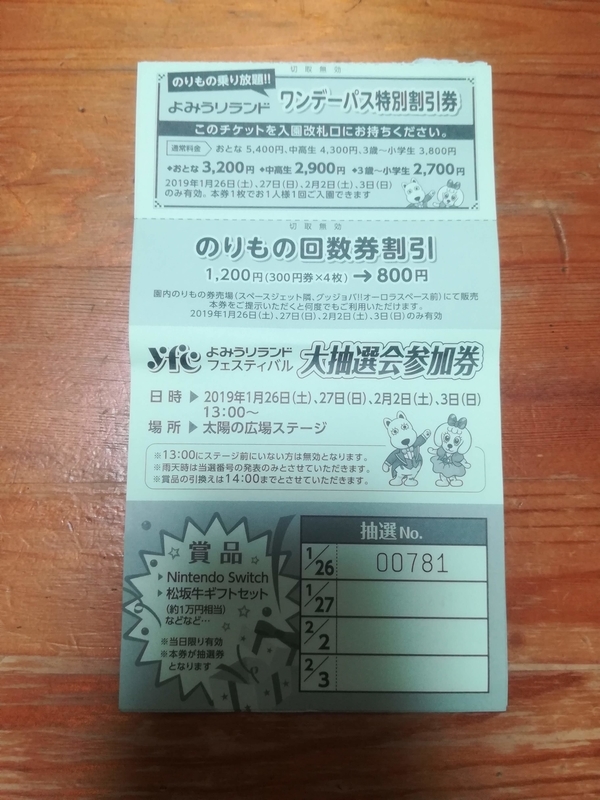 切取無効
のりもの乗り放題!!
よみうりランド ワンデーパス特別割引券
このチケットを入園改札口にお持ちください。
通常料金 おとな 5,400円、中高生 4,300円、3歳〜小学生 3,800円
◆おとな 3,200円 ◆中高生 2,900円 ◆3歳〜小学生 2,700円
2019年1月26日(土)、27日(日)、2月2日(土)、3日(日)
のみ有効。本券1枚でお1人様1回ご入園できます
切取無効
のりもの回数券割引
1,200円(300円券×4枚)→800円
園内のりもの券売場(スペースジェット隣、グッジョバ!!オーロラスペース前)にて販売
本券をご提示いただくと何度でもご利用いただけます。
2019年1月26日(土)、27日(日)、2月2日(土)、3日(日)のみ有効
yfc よみうりランド
フェスティバル 大抽選会参加券
日時 ▶ 2019年1月26日(土)、27日(日)、2月2日(土)、3日(日)
13:00〜
場所 ▶ 太陽の広場ステージ
※13:00にステージ前にいない方は無効となります。
※雨天時は当選番号の発表のみとさせていただきます。
※賞品の引換えは14:00までとさせていただきます。
賞品
▶ Nintendo Switch
▶ 松坂牛ギフトセット
(約1万円相当)
などなど…
※当日限り有効
※本券が抽選券
となります
抽選No.
1/26 00781
1/27
2/2
2/3